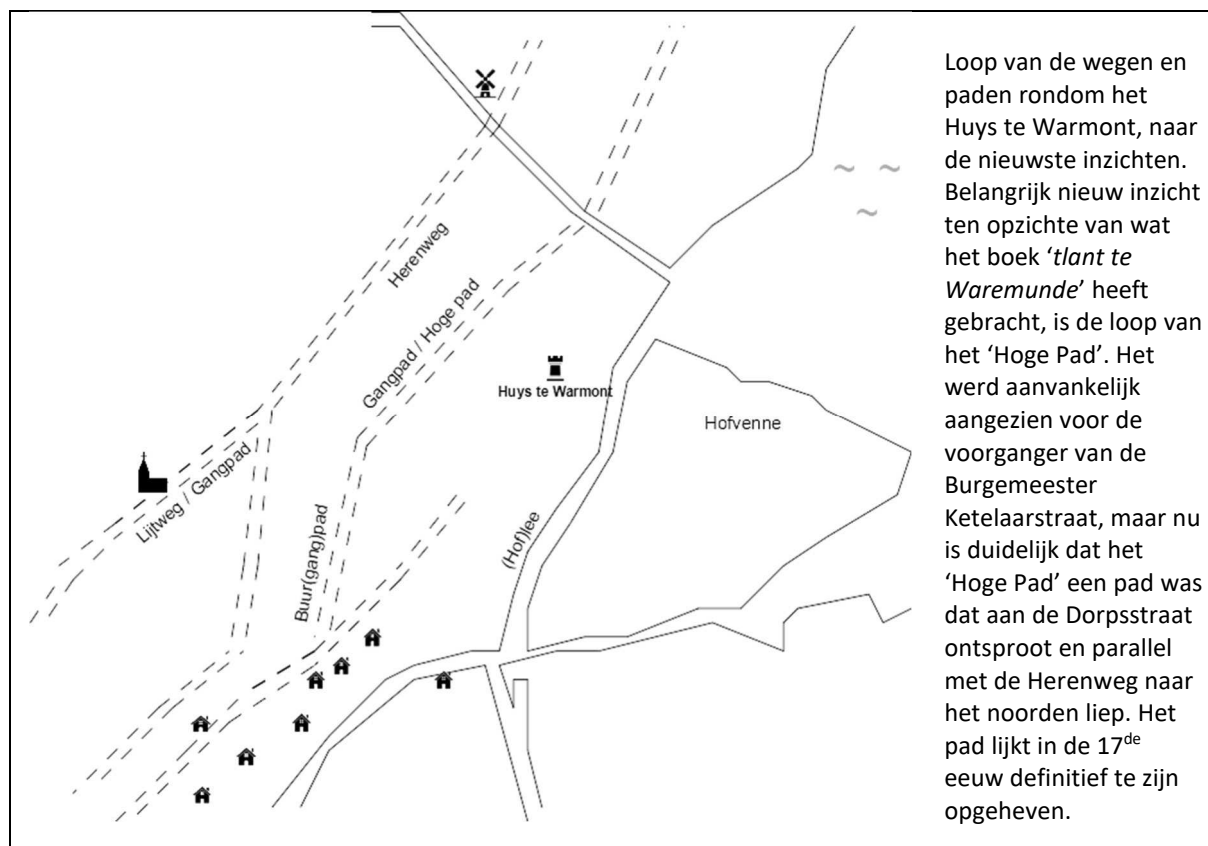 Herenweg
Gangpad / Hoge pad
Huys te Warmont
Hofvenne
Lijtweg / Gangpad
Buur(gang)pad
(Hof)lee
Loop van de wegen en
paden rondom het
Huys te Warmont, naar
de nieuwste inzichten.
Belangrijk nieuw inzicht
ten opzichte van wat
het boek ‘tlant te
Waremunde’ heeft
gebracht, is de loop van
het ‘Hoge Pad’. Het
werd aanvankelijk
aangezien voor de
voorganger van de
Burgemeester
Ketelaarstraat, maar nu
is duidelijk dat het
‘Hoge Pad’ een pad was
dat aan de Dorpsstraat
ontsproot en parallel
met de Herenweg naar
het noorden liep. Het
pad lijkt in de 17de
eeuw definitief te zijn
opgeheven.